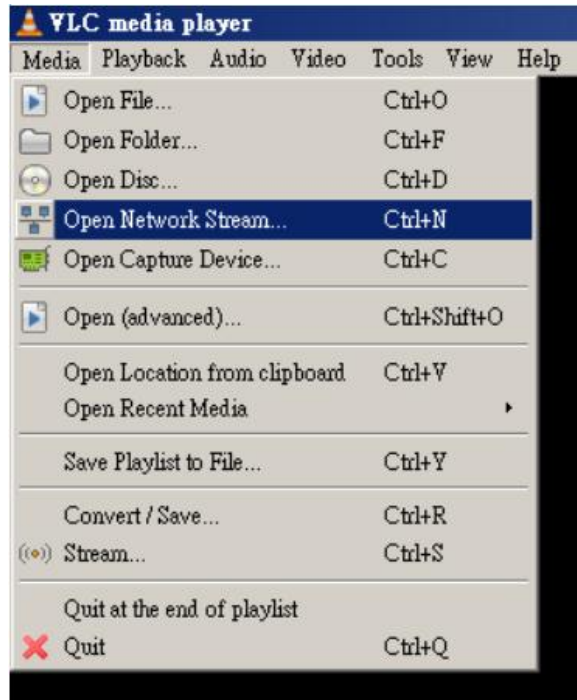 VLC media player
Media Playback Audio Video Tools View Help
Open File... Ctrl+O
Open Folder... Ctrl+F
Open Disc... Ctrl+D
Open Network Stream... Ctrl+N
Open Capture Device... Ctrl+C
Open (advanced)... Ctrl+Shift+O
Open Location from clipboard Ctrl+V
Open Recent Media
Save Playlist to File... Ctrl+Y
Convert / Save... Ctrl+R
Stream... Ctrl+S
Quit at the end of playlist
Quit Ctrl+Q